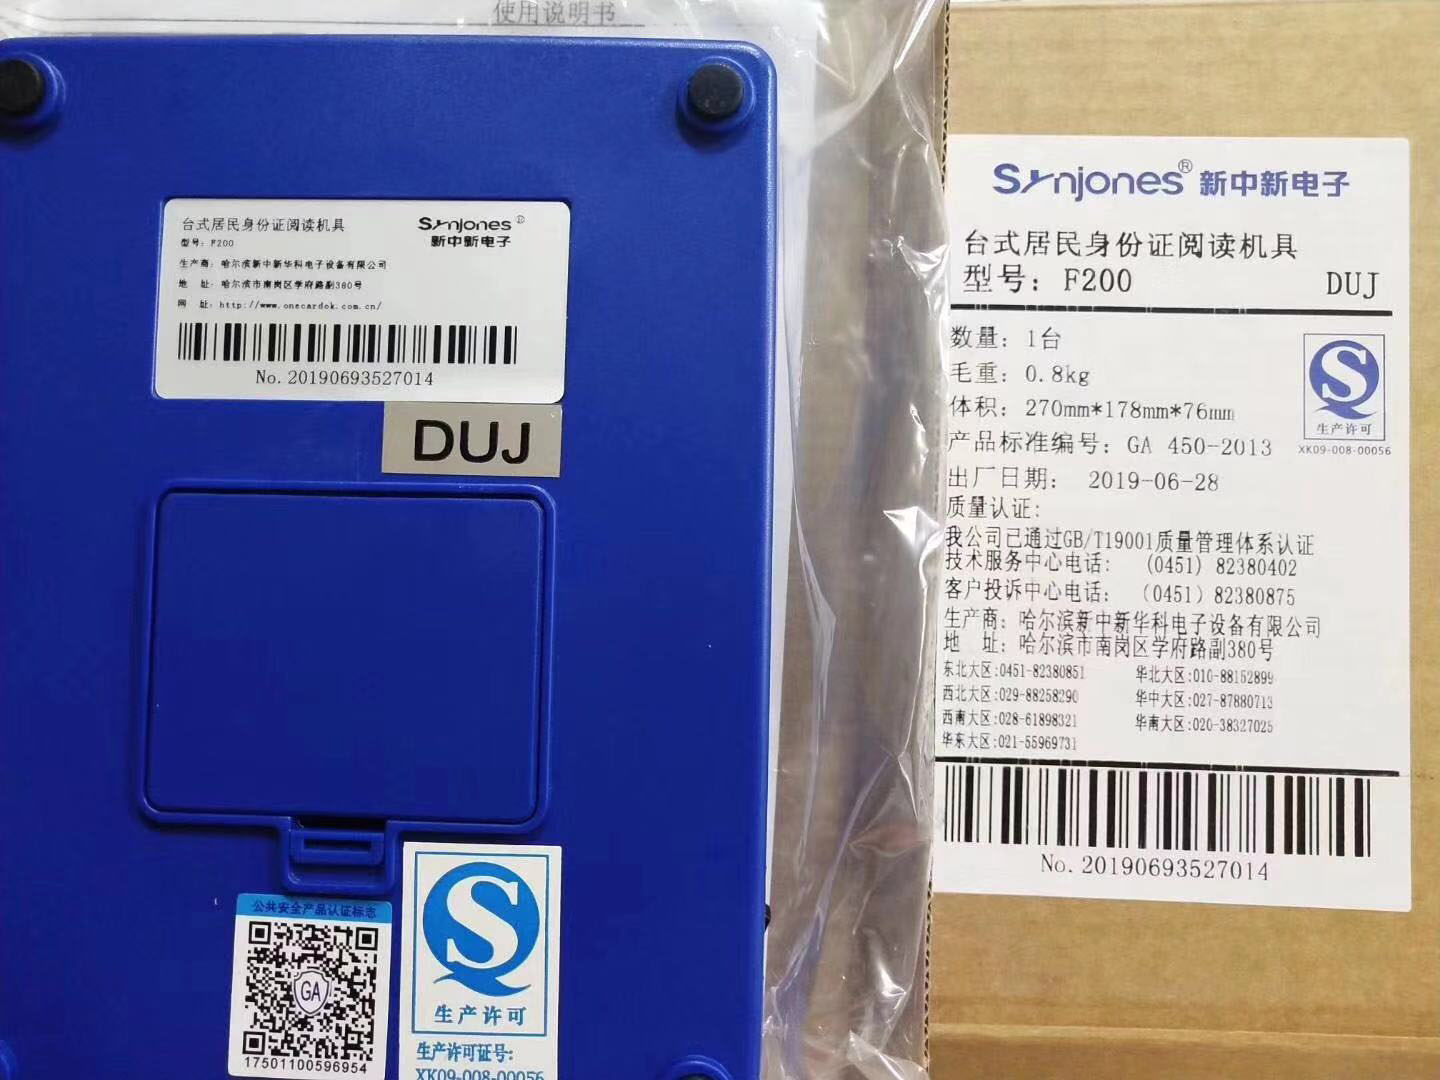 使用说明书
台式居民身份证阅读机具
型号：F200
Synjones®
新中新电子
生产商：哈尔滨新中新华科电子设备有限公司
地 址：哈尔滨市南岗区学府路副380号
网 址：http://www.onecardok.com.cn/
No.20190693527014
DUJ
公共安全产品认证标志
GA
17501100596954
生产许可
生产许可证号：
XK09-008-00056
Synjones® 新中新电子
台式居民身份证阅读机具
型号：F200 DUJ
数量：1台
毛重：0.8kg
体积：270mm*178mm*76mm
产品标准编号：GA 450-2013
生产许可
XK09-008-00056
出厂日期： 2019-06-28
质量认证：
我公司已通过GB/T19001质量管理体系认证
技术服务中心电话： (0451) 82380402
客户投诉中心电话： (0451) 82380875
生产商：哈尔滨新中新华科电子设备有限公司
地 址：哈尔滨市南岗区学府路副380号
东北大区:0451-82380851 华北大区:010-88152899
西北大区:029-88258290 华中大区:027-87880713
西南大区:028-61898321 华南大区:020-38327025
华东大区:021-55969731
No.20190693527014